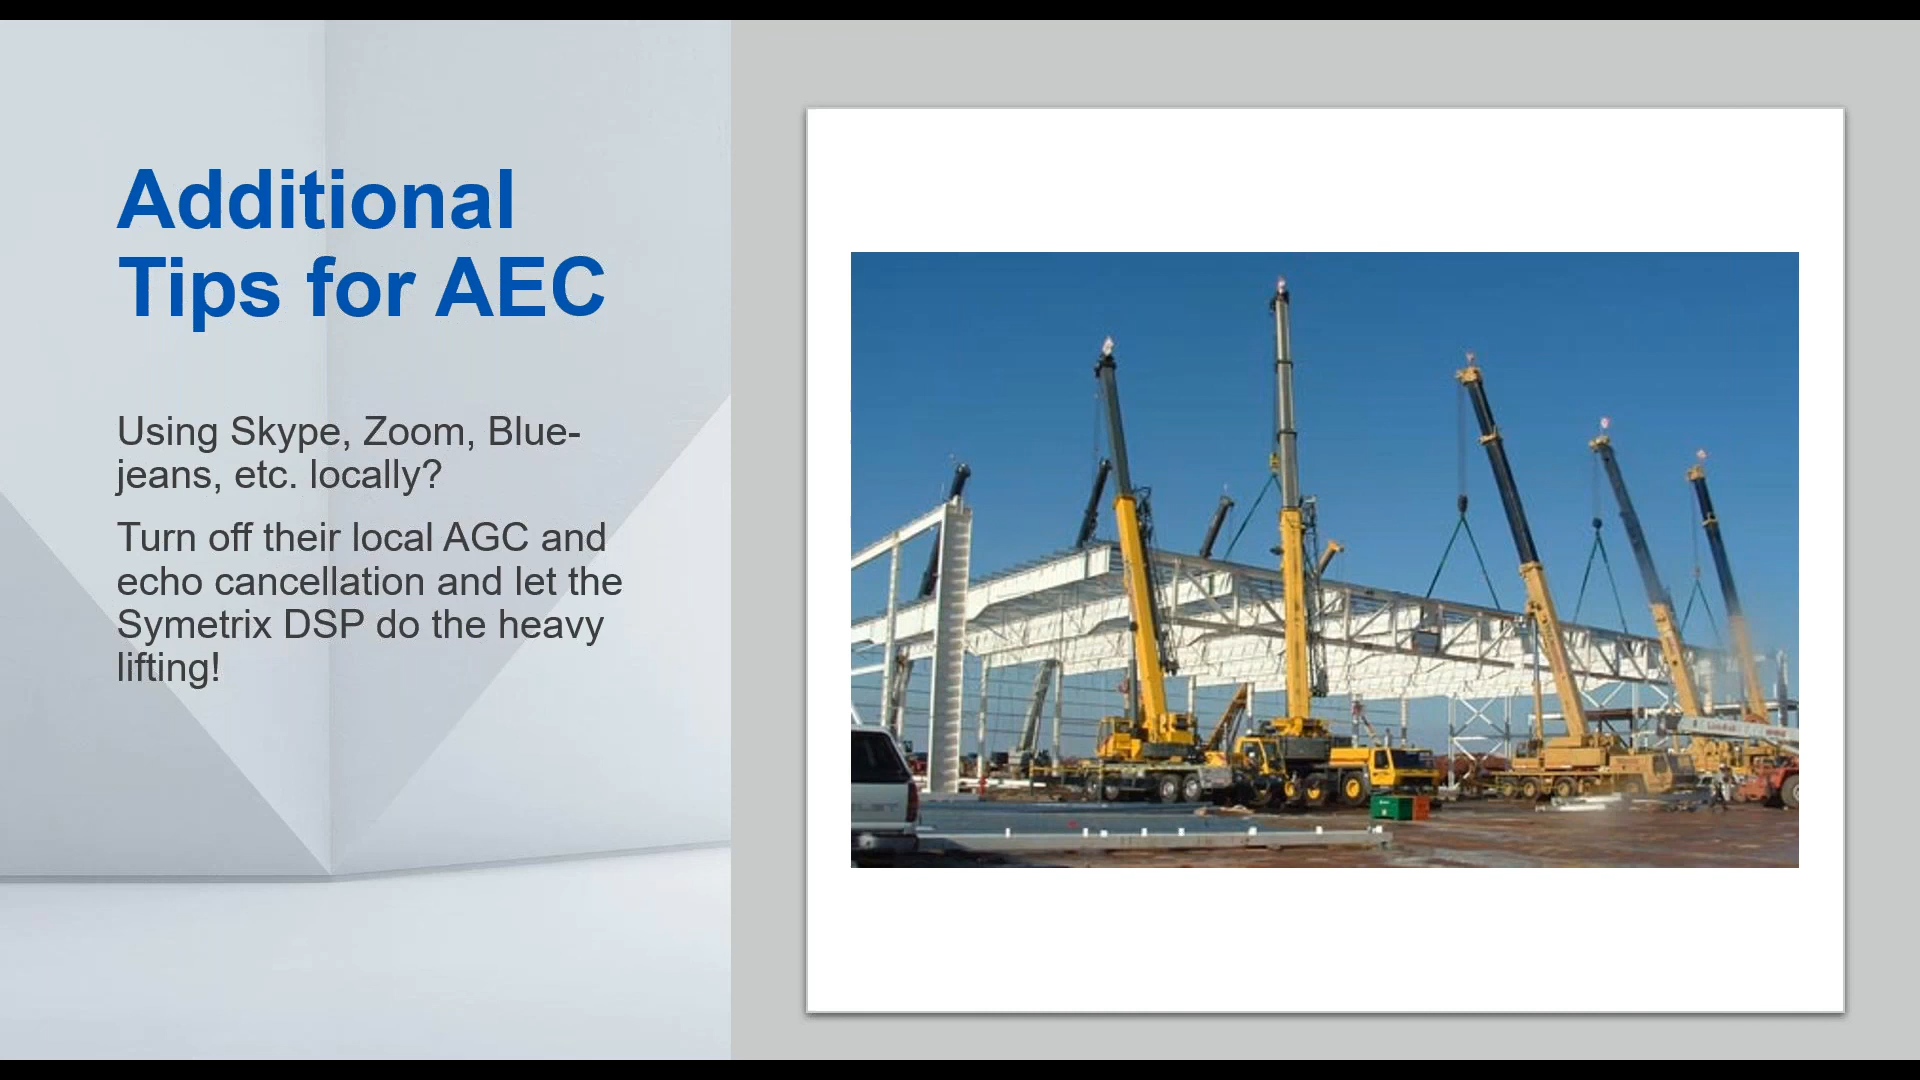 Additional
Tips for AEC
Using Skype, Zoom, Blue-
jeans, etc. locally?
Turn off their local AGC and
echo cancellation and let the
Symetrix DSP do the heavy
lifting!